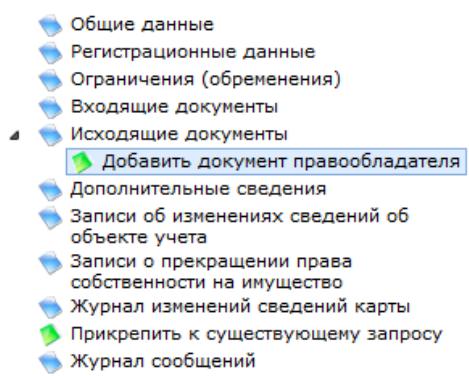 Общие данные
Регистрационные данные
Ограничения (обременения)
Входящие документы
Исходящие документы
Добавить документ правообладателя
Дополнительные сведения
Записи об изменениях сведений об
объекте учета
Записи о прекращении права
собственности на имущество
Журнал изменений сведений карты
Прикрепить к существующему запросу
Журнал сообщений